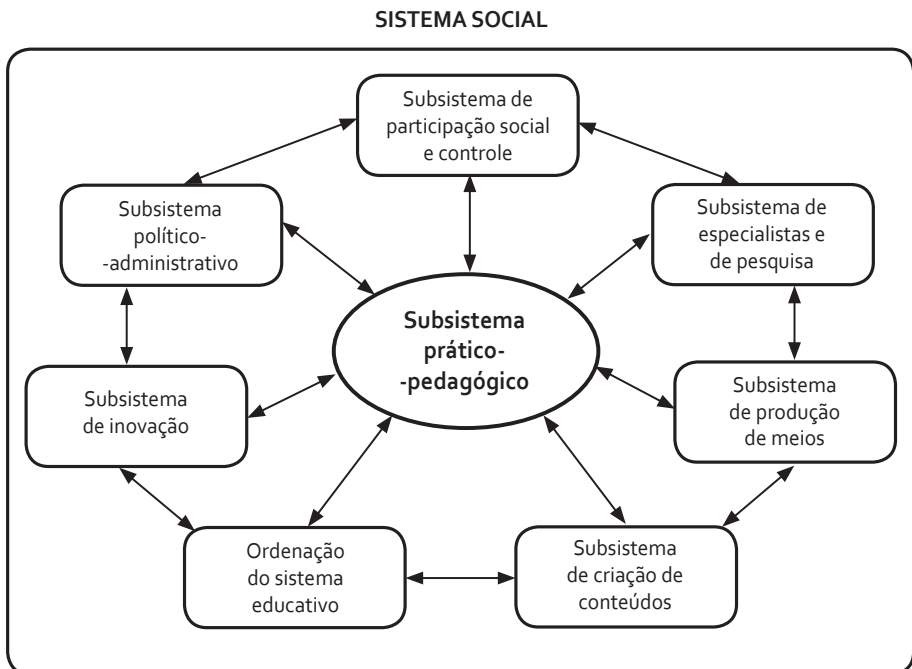 SISTEMA SOCIAL
Subsistema de
participação social
e controle
Subsistema
político-
-administrativo
Subsistema de
especialistas e
de pesquisa
Subsistema
prático-
-pedagógico
Subsistema
de inovação
Subsistema
de produção
de meios
Ordenação
do sistema
educativo
Subsistema
de criação de
conteúdos